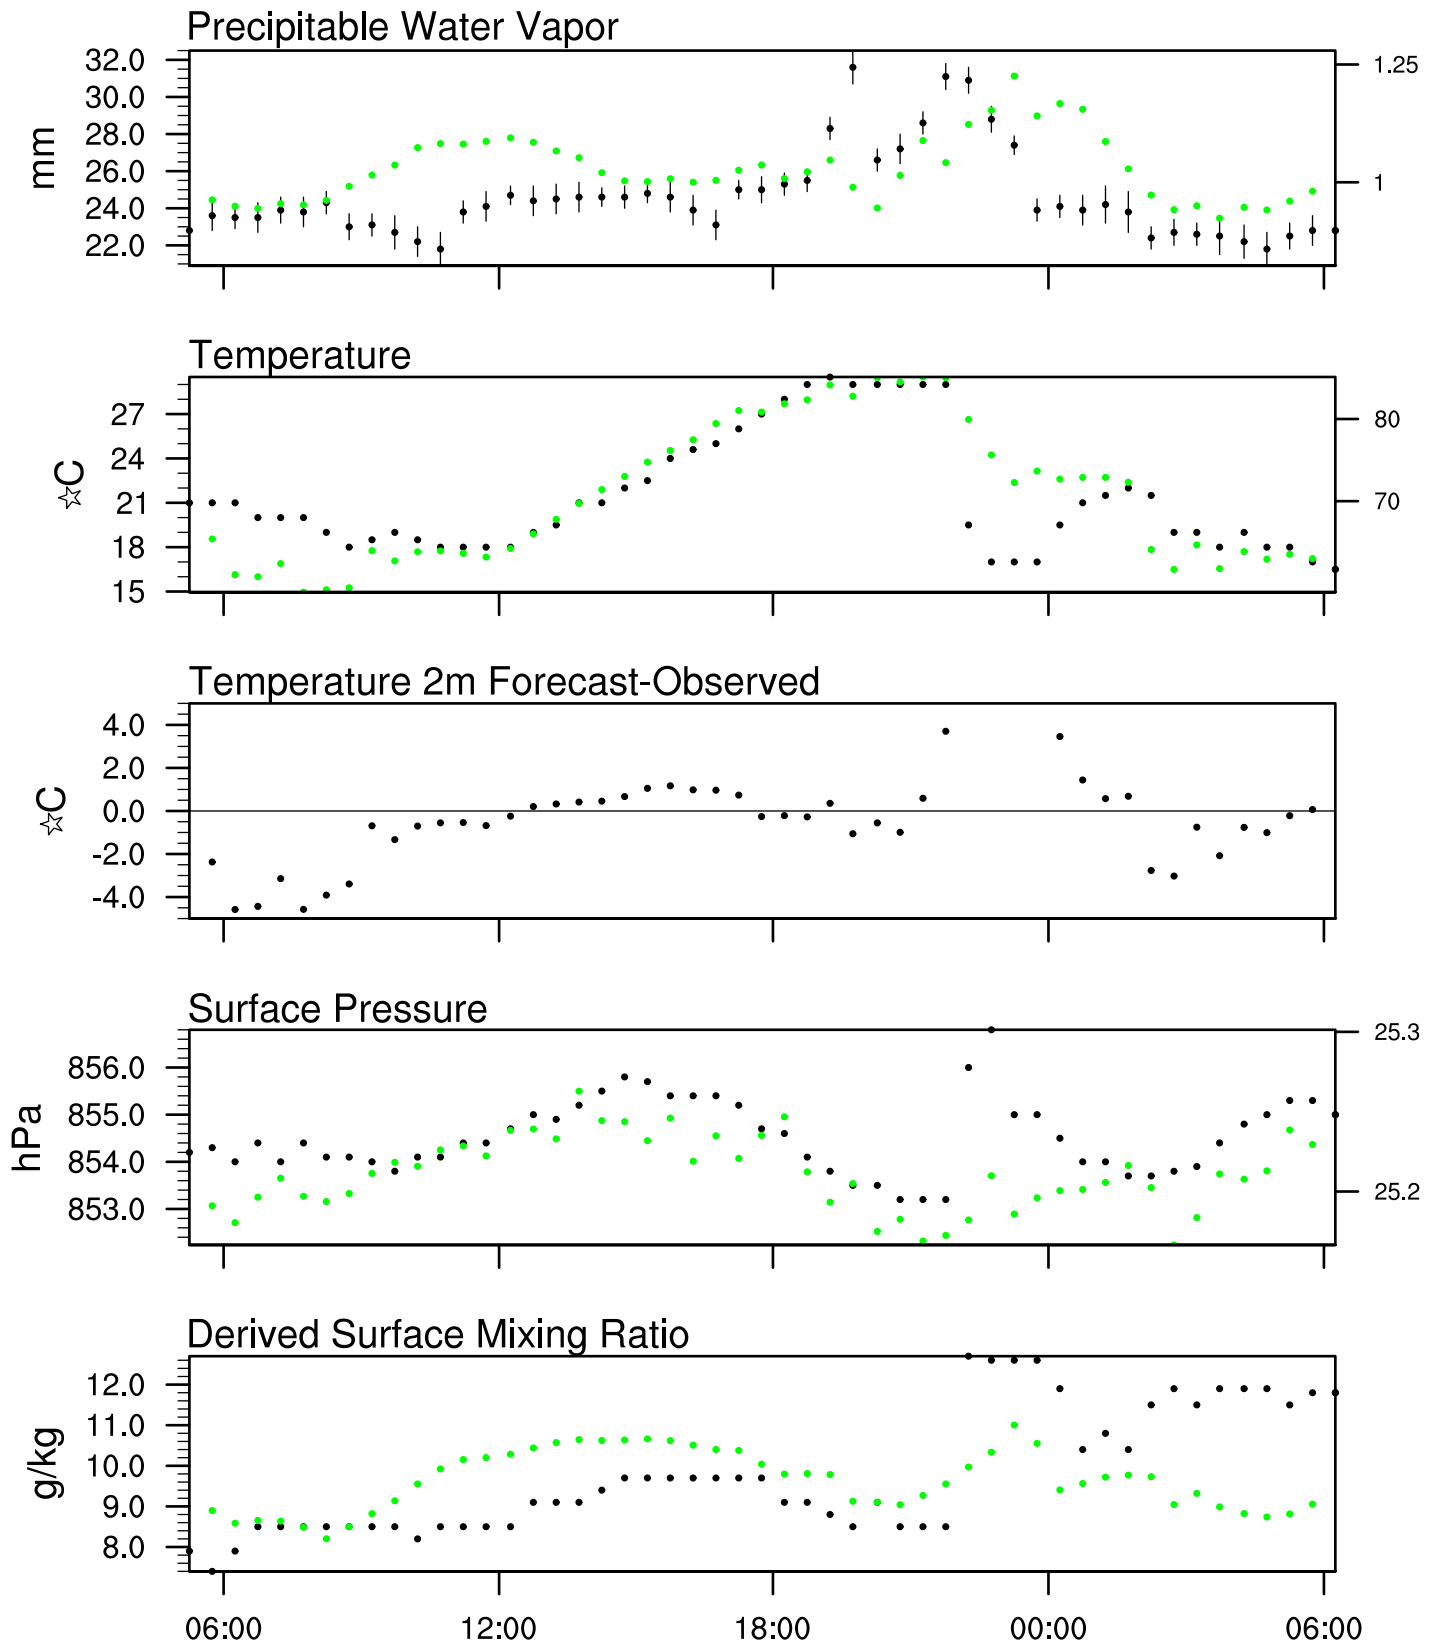 Precipitable Water Vapor
32.0
30.0
28.0
26.0
24.0
22.0
mm
1.25
1
Temperature
27
24
21
18
15
☆C
80
70
Temperature 2m Forecast-Observed
4.0
2.0
0.0
-2.0
-4.0
☆C
Surface Pressure
856.0
855.0
854.0
853.0
hPa
25.3
25.2
Derived Surface Mixing Ratio
12.0
11.0
10.0
9.0
8.0
g/kg
06:00 12:00 18:00 00:00 06:00